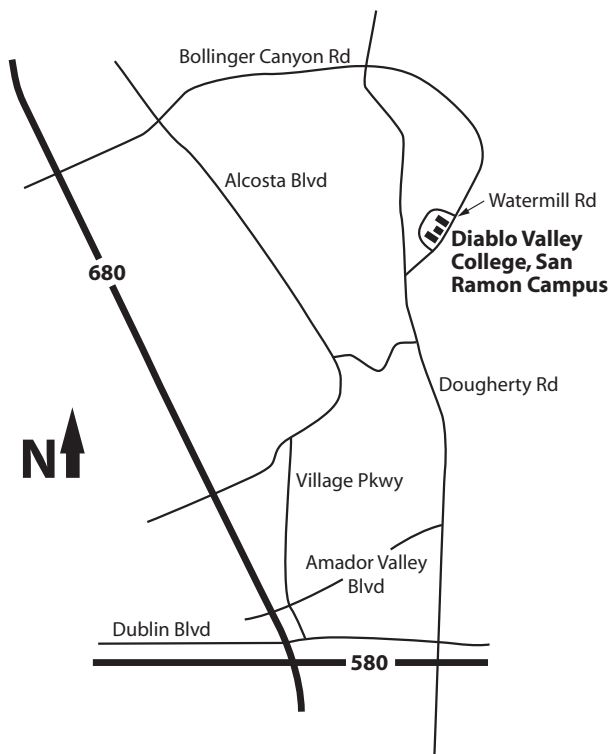 Bollinger Canyon Rd
Alcosta Blvd
Watermill Rd
Diablo Valley
College, San
Ramon Campus
680
Dougherty Rd
N
Village Pkwy
Amador Valley
Blvd
Dublin Blvd
580